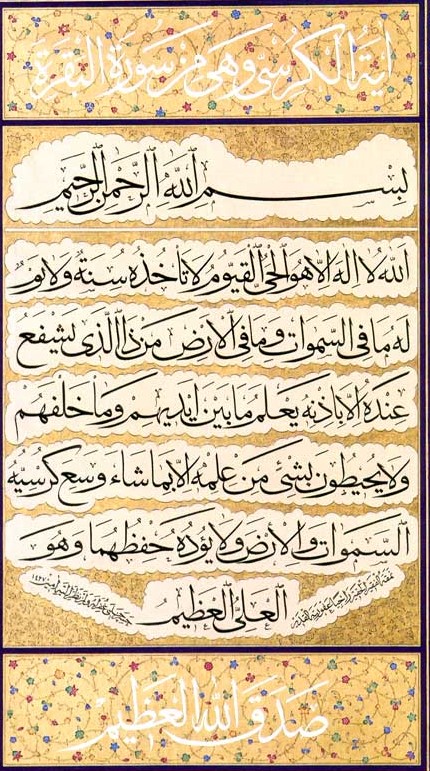 آية الكرسي وهي من سورة البقرة
بسم الله الرحمن الرحيم
الله لا اله الا هو الحي القيوم لا تأخذه سنة ولا نوم
له ما في السموات وما في الارض من ذا الذي يشفع
عنده الا باذنه يعلم ما بين ايديهم وما خلفهم
ولا يحيطون بشئ من علمه الا بما شاء وسع كرسيه
السموات والارض ولا يؤده حفظهما وهو
العلي العظيم
صدق الله العظيم